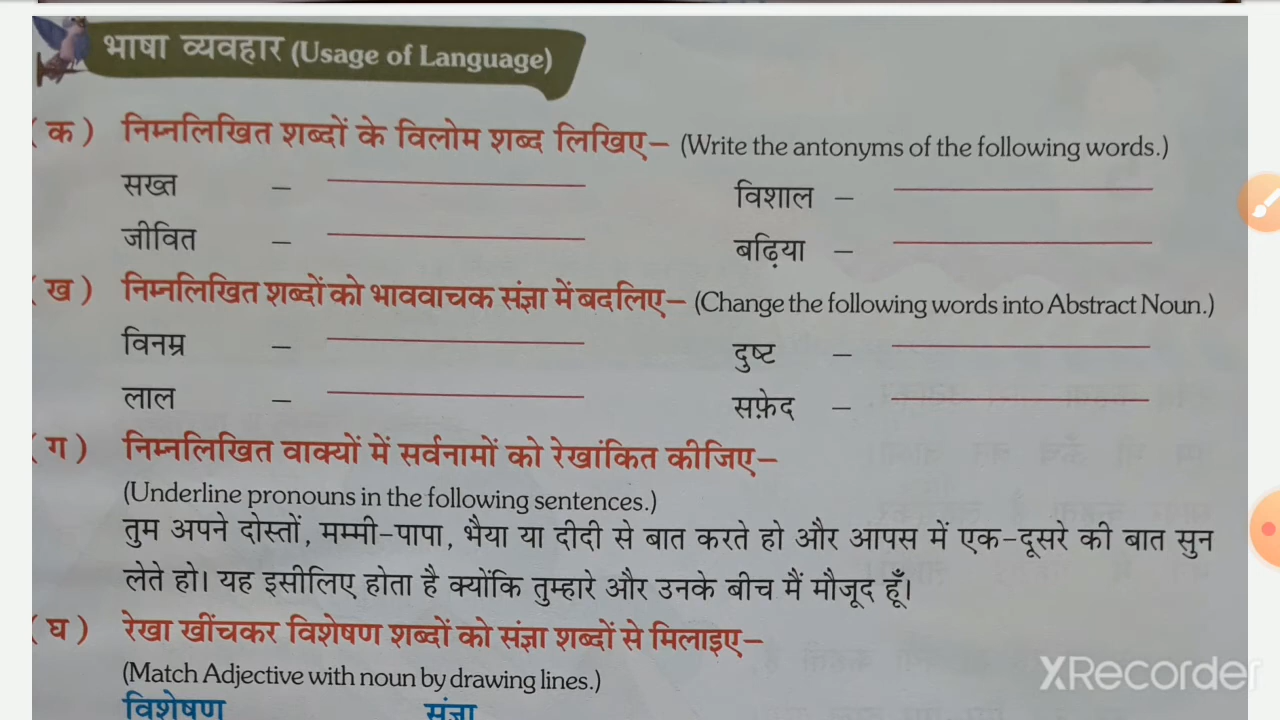 भाषा व्यवहार (Usage of Language)
(क) निम्नलिखित शब्दों के विलोम शब्द लिखिए– (Write the antonyms of the following words.)
सख्त – विशाल –
जीवित – बढ़िया –
(ख) निम्नलिखित शब्दों को भाववाचक संज्ञा में बदलिए– (Change the following words into Abstract Noun.)
विनम्र – दुष्ट –
लाल – सफ़ेद –
(ग) निम्नलिखित वाक्यों में सर्वनामों को रेखांकित कीजिए–
(Underline pronouns in the following sentences.)
तुम अपने दोस्तों, मम्मी-पापा, भैया या दीदी से बात करते हो और आपस में एक-दूसरे की बात सुन
लेते हो। यह इसीलिए होता है क्योंकि तुम्हारे और उनके बीच मैं मौजूद हूँ।
(घ) रेखा खींचकर विशेषण शब्दों को संज्ञा शब्दों से मिलाइए–
(Match Adjective with noun by drawing lines.)
विशेषण संज्ञा
XRecorder